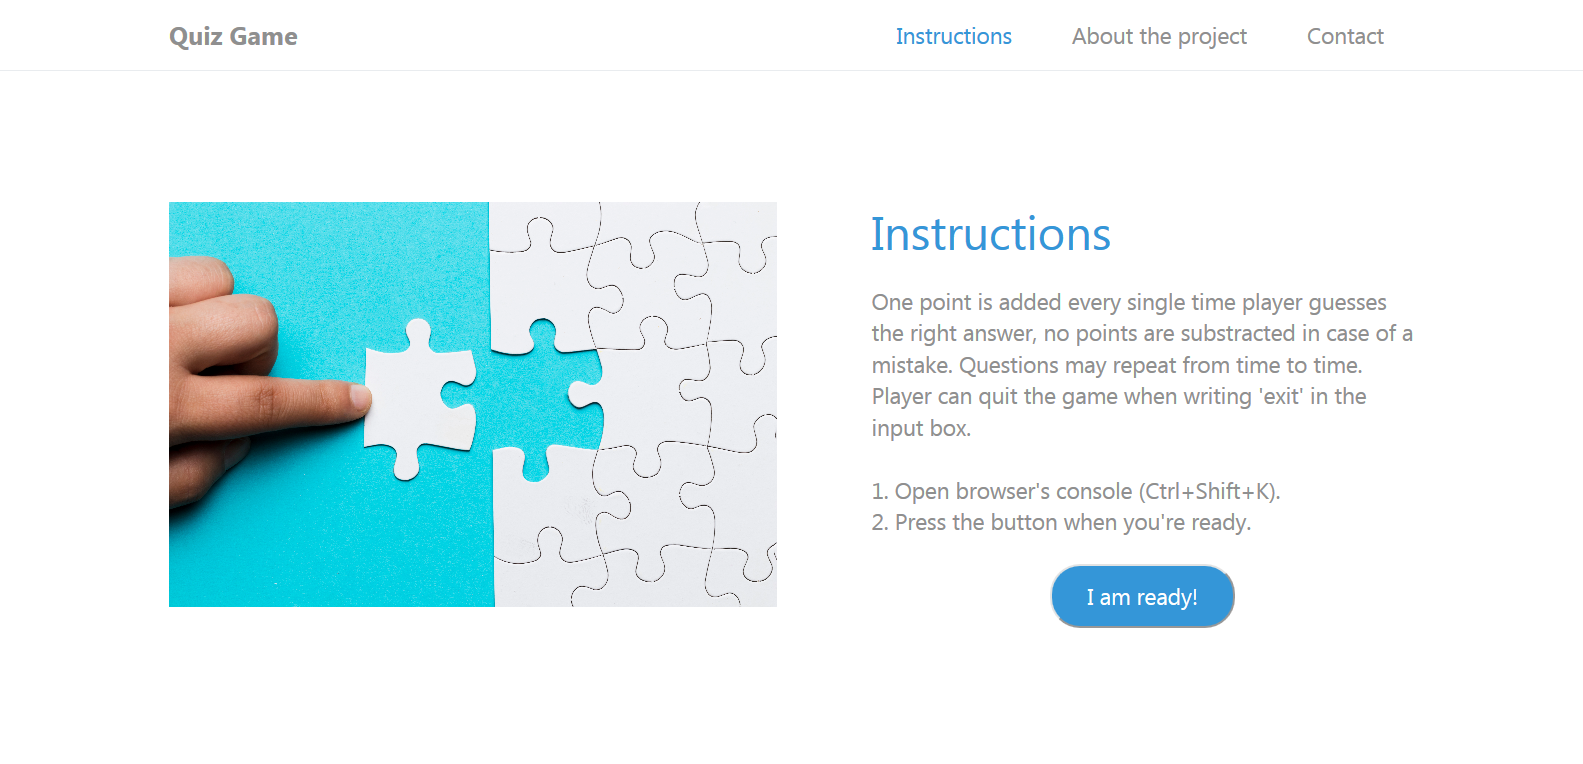 Quiz Game
Instructions
About the project
Contact
Instructions
One point is added every single time player guesses
the right answer, no points are substracted in case of a
mistake. Questions may repeat from time to time.
Player can quit the game when writing 'exit' in the
input box.
1. Open browser's console (Ctrl+Shift+K).
2. Press the button when you're ready.
I am ready!